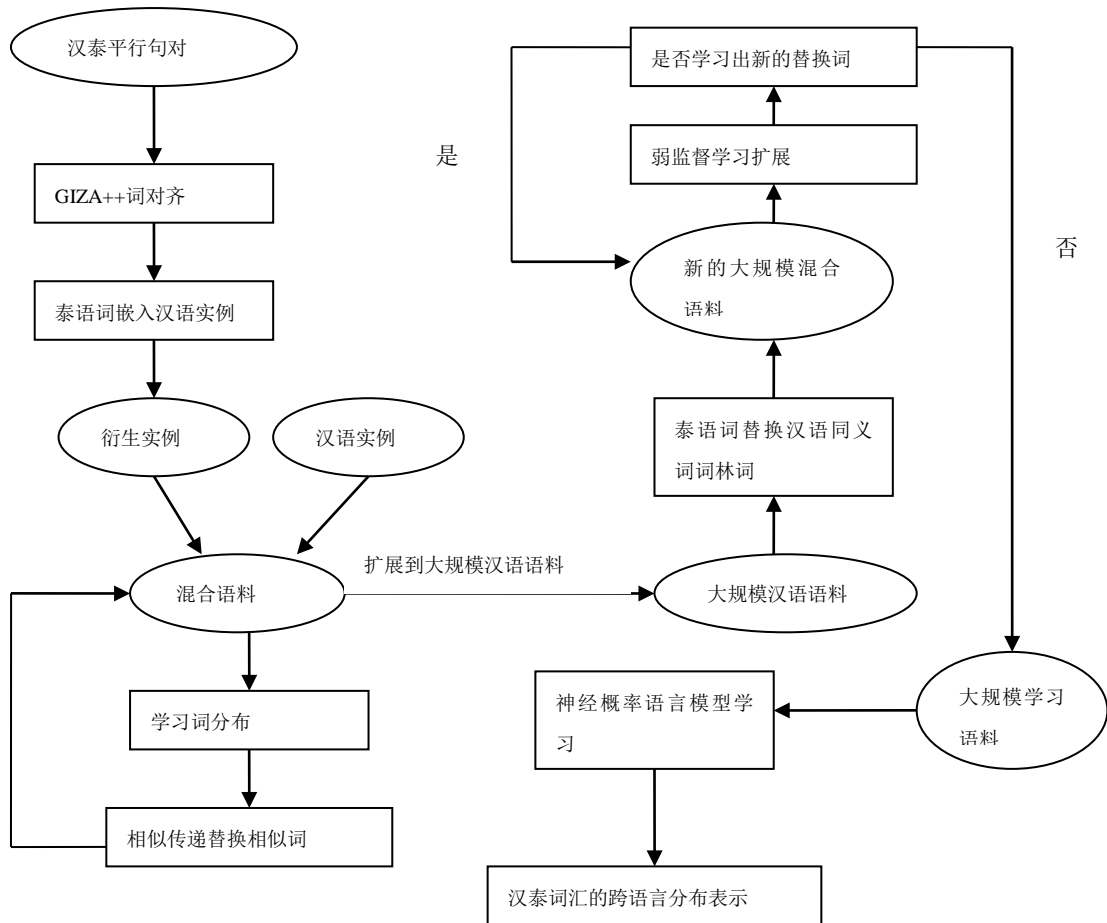 汉泰平行句对
GIZA++词对齐
泰语词嵌入汉语实例
衍生实例
汉语实例
混合语料
学习词分布
相似传递替换相似词
扩展到大规模汉语语料
是否学习出新的替换词
是
弱监督学习扩展
否
新的大规模混合
语料
泰语词替换汉语同义
词词林词
大规模汉语语料
大规模学习
语料
神经概率语言模型学
习
汉泰词汇的跨语言分布表示